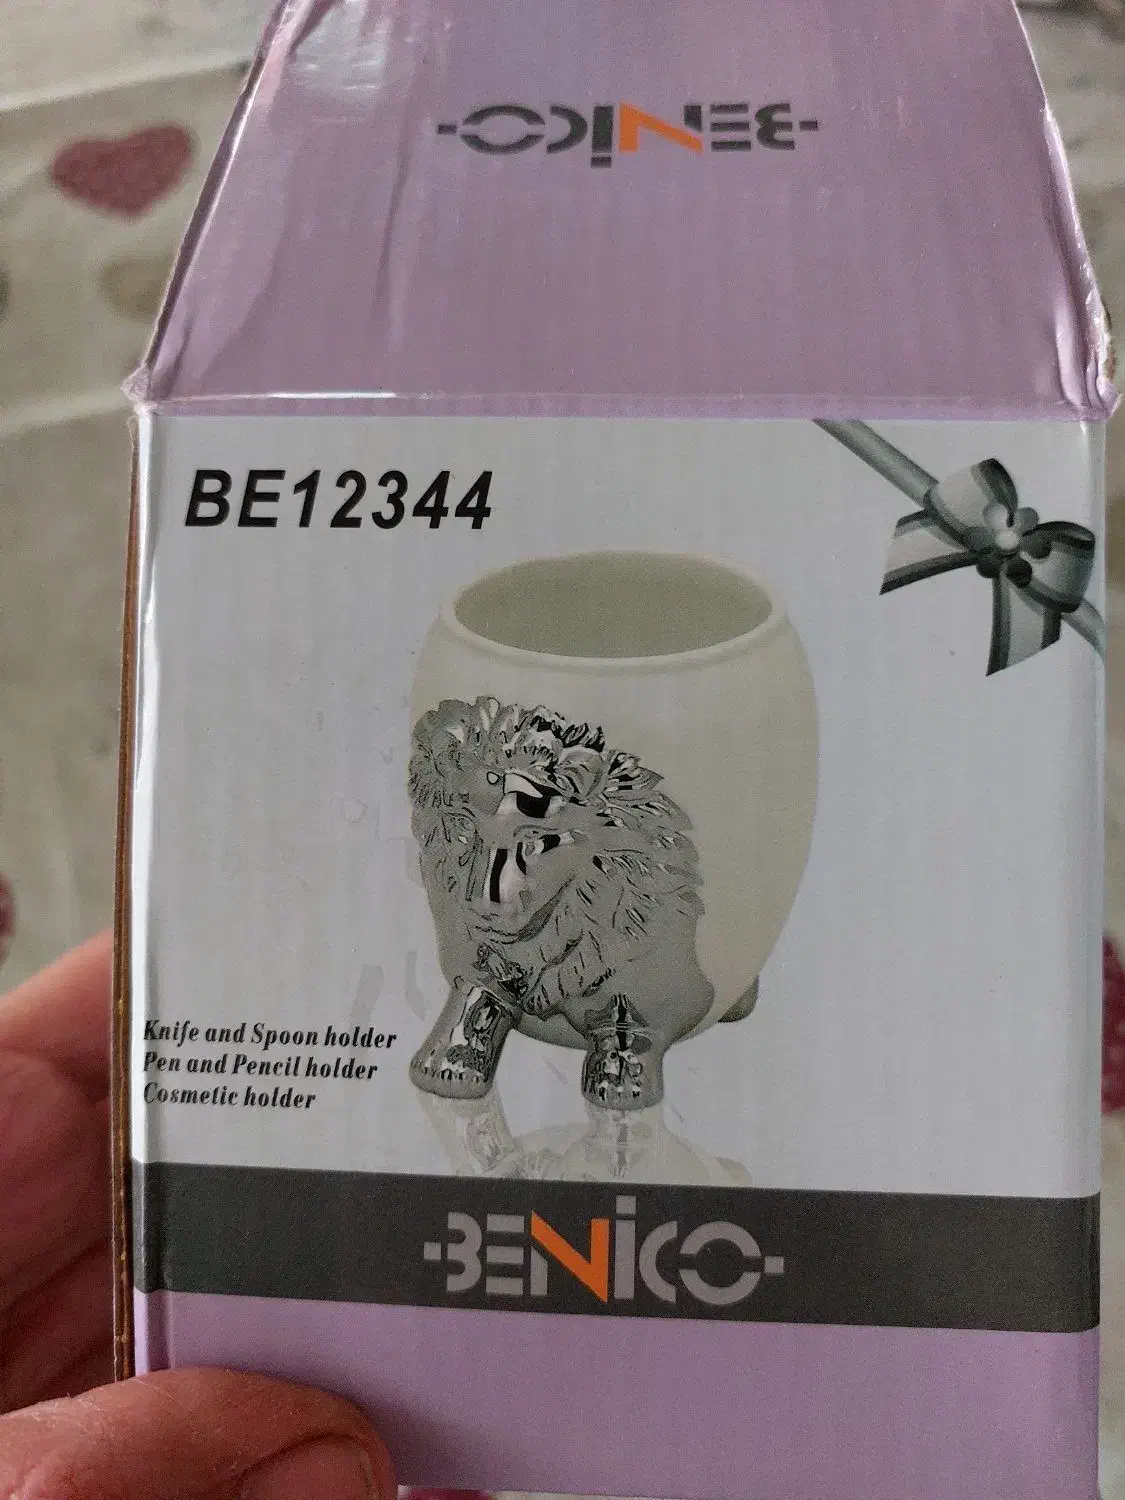 -BENiCO-
BE12344
Knife and Spoon holder
Pen and Pencil holder
Cosmetic holder
-BENiCO-